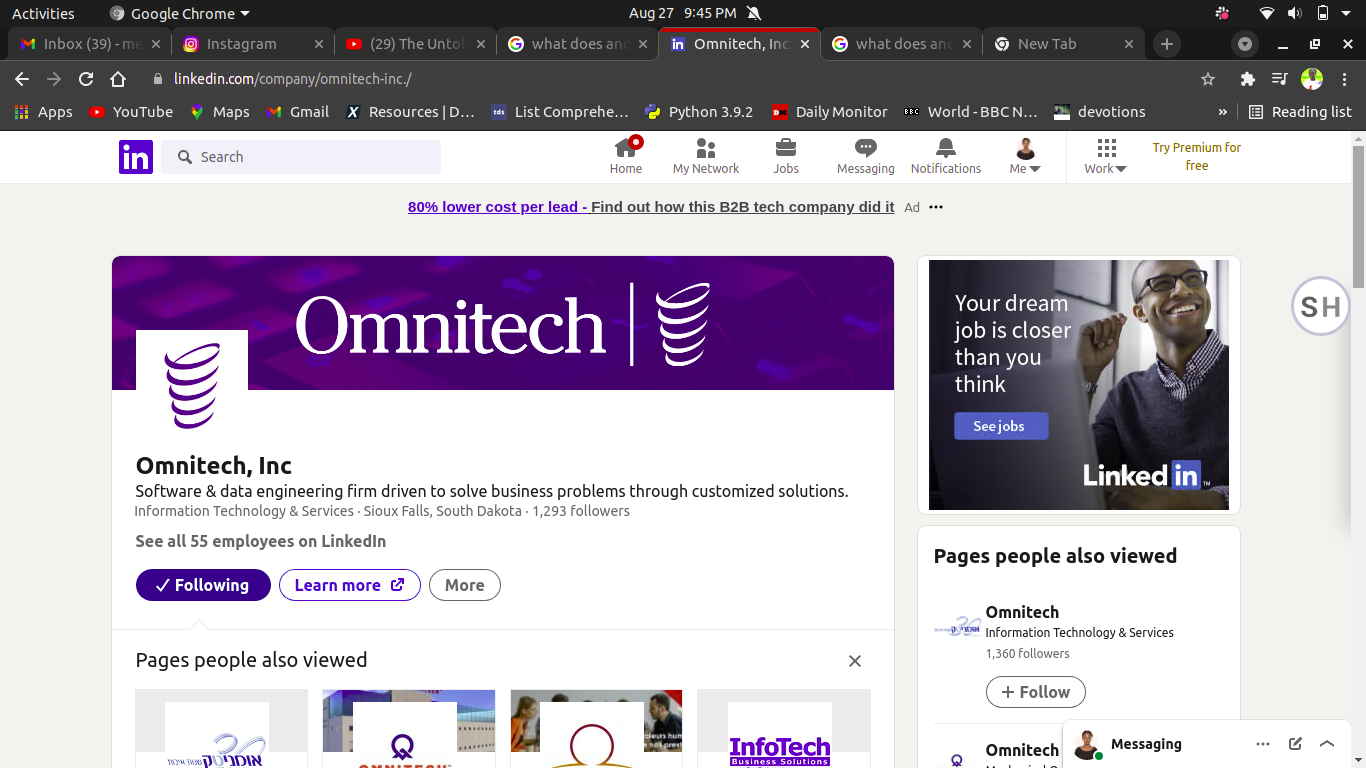 Activities
Google Chrome
Aug 27 9:45 PM
Inbox (39) - me
Instagram
(29) The Unto
what does and
Omnitech, Inc
what does and
New Tab
linkedin.com/company/omnitech-inc./
Apps
YouTube
Maps
Gmail
Resources | D...
List Comprehe...
Python 3.9.2
Daily Monitor
World - BBC N...
devotions
»
Reading list
in
Search
Home
My Network
Jobs
Messaging
Notifications
Me
Work
Try Premium for
free
80% lower cost per lead - Find out how this B2B tech company did it
Ad
Omnitech
Omnitech, Inc
Software & data engineering firm driven to solve business problems through customized solutions.
Information Technology & Services · Sioux Falls, South Dakota · 1,293 followers
See all 55 employees on LinkedIn
Following
Learn more
More
Pages people also viewed
30
OMNITECH
InfoTech
Business Solutions
Your dream
job is closer
than you
think
See jobs
Linked in
SH
Pages people also viewed
Omnitech
Information Technology & Services
1,360 followers
+ Follow
Omnitech
Messaging